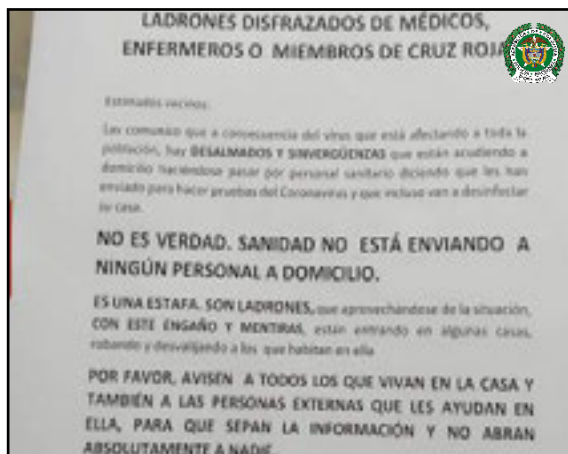 LADRONES DISFRAZADOS DE MÉDICOS,
ENFERMEROS O MIEMBROS DE CRUZ ROJA
Estimados vecinos:
Les comunico que a consecuencia del virus que está afectando a toda la
población, hay DESALMADOS Y SINVERGÜENZAS que están acudiendo a
domicilio haciéndose pasar por personal sanitario diciendo que les han
enviado para hacer pruebas del Coronavirus y que incluso van a desinfectar
su casa.
NO ES VERDAD. SANIDAD NO ESTÁ ENVIANDO A
NINGÚN PERSONAL A DOMICILIO.
ES UNA ESTAFA. SON LADRONES, que aprovechándose de la situación,
CON ESTE ENGAÑO Y MENTIRAS, están entrando en algunas casas,
robando y desvalijando a los que habitan en ella
POR FAVOR, AVISEN A TODOS LOS QUE VIVAN EN LA CASA Y
TAMBIÉN A LAS PERSONAS EXTERNAS QUE LES AYUDAN EN
ELLA, PARA QUE SEPAN LA INFORMACIÓN Y NO ABRAN
ABSOLUTAMENTE A NADIE.